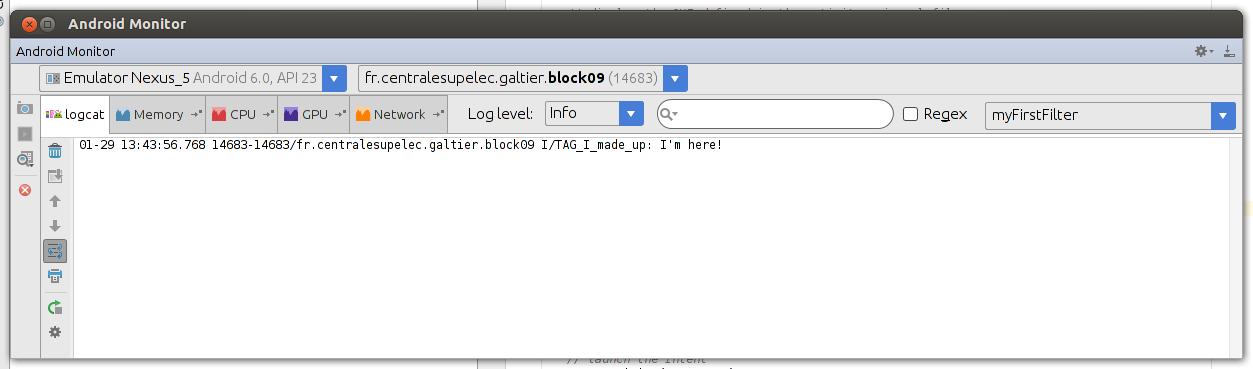 Android Monitor
Android Monitor
Emulator Nexus_5 Android 6.0, API 23 fr.centralesupelec.galtier.block09 (14683)
logcat Memory CPU GPU Network Log level: Info Regex myFirstFilter
01-29 13:43:56.768 14683-14683/fr.centralesupelec.galtier.block09 I/TAG_I_made_up: I'm here!
// launch the Intent